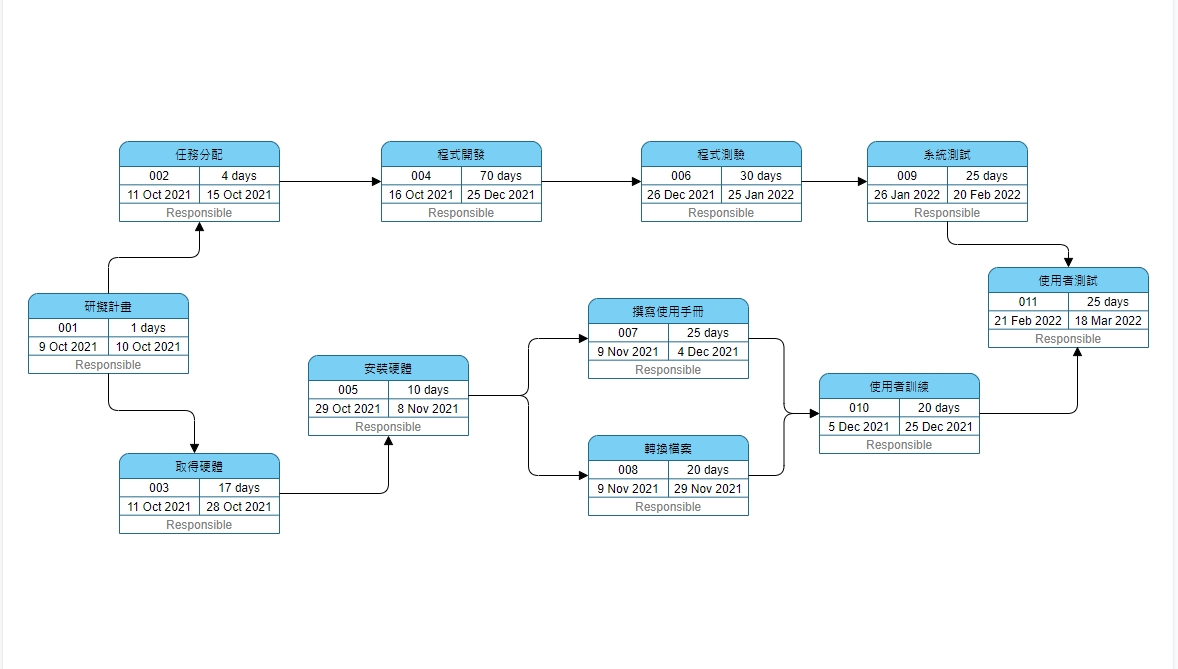 任務分配
002 4 days
11 Oct 2021 15 Oct 2021
Responsible
程式開發
004 70 days
16 Oct 2021 25 Dec 2021
Responsible
程式測驗
006 30 days
26 Dec 2021 25 Jan 2022
Responsible
系統測試
009 25 days
26 Jan 2022 20 Feb 2022
Responsible
使用者測試
011 25 days
21 Feb 2022 18 Mar 2022
Responsible
研擬計畫
001 1 days
9 Oct 2021 10 Oct 2021
Responsible
撰寫使用手冊
007 25 days
9 Nov 2021 4 Dec 2021
Responsible
安裝硬體
005 10 days
29 Oct 2021 8 Nov 2021
Responsible
使用者訓練
010 20 days
5 Dec 2021 25 Dec 2021
Responsible
轉換檔案
008 20 days
9 Nov 2021 29 Nov 2021
Responsible
取得硬體
003 17 days
11 Oct 2021 28 Oct 2021
Responsible